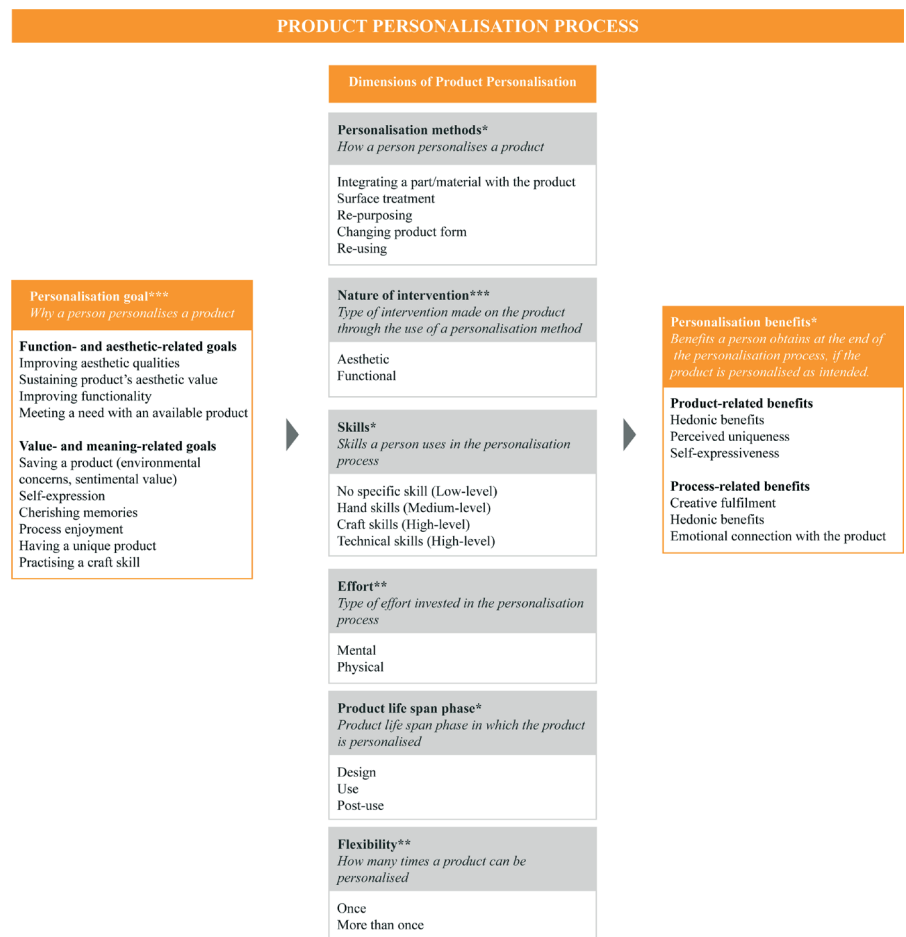 PRODUCT PERSONALISATION PROCESS
Personalisation goal***
Why a person personalises a product
Function- and aesthetic-related goals
Improving aesthetic qualities
Sustaining product's aesthetic value
Improving functionality
Meeting a need with an available product
Value- and meaning-related goals
Saving a product (environmental
concerns, sentimental value)
Self-expression
Cherishing memories
Process enjoyment
Having a unique product
Practising a craft skill
Dimensions of Product Personalisation
Personalisation methods*
How a person personalises a product
Integrating a part/material with the product
Surface treatment
Re-purposing
Changing product form
Re-using
Nature of intervention***
Type of intervention made on the product
through the use of a personalisation method
Aesthetic
Functional
Skills*
Skills a person uses in the personalisation
process
No specific skill (Low-level)
Hand skills (Medium-level)
Craft skills (High-level)
Technical skills (High-level)
Effort**
Type of effort invested in the personalisation
process
Mental
Physical
Product life span phase*
Product life span phase in which the product
is personalised
Design
Use
Post-use
Flexibility**
How many times a product can be
personalised
Once
More than once
Personalisation benefits*
Benefits a person obtains at the end of
the personalisation process, if the
product is personalised as intended.
Product-related benefits
Hedonic benefits
Perceived uniqueness
Self-expressiveness
Process-related benefits
Creative fulfilment
Hedonic benefits
Emotional connection with the product